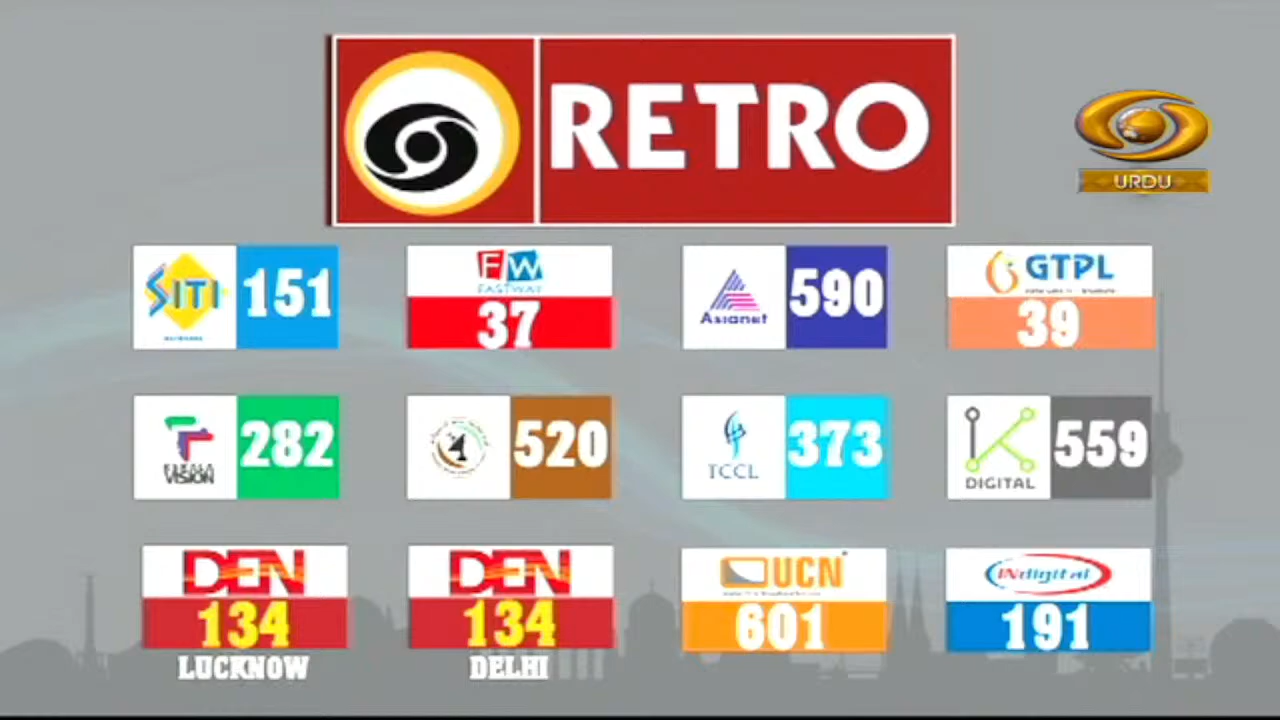 RETRO
URDU
SITI
151
FW
FASTWAY
37
Asianet
590
GTPL
39
VISION
282
520
TCCL
373
K
DIGITAL
559
DEN
134
LUCKNOW
DEN
134
DELHI
UCN
601
INdigital
191